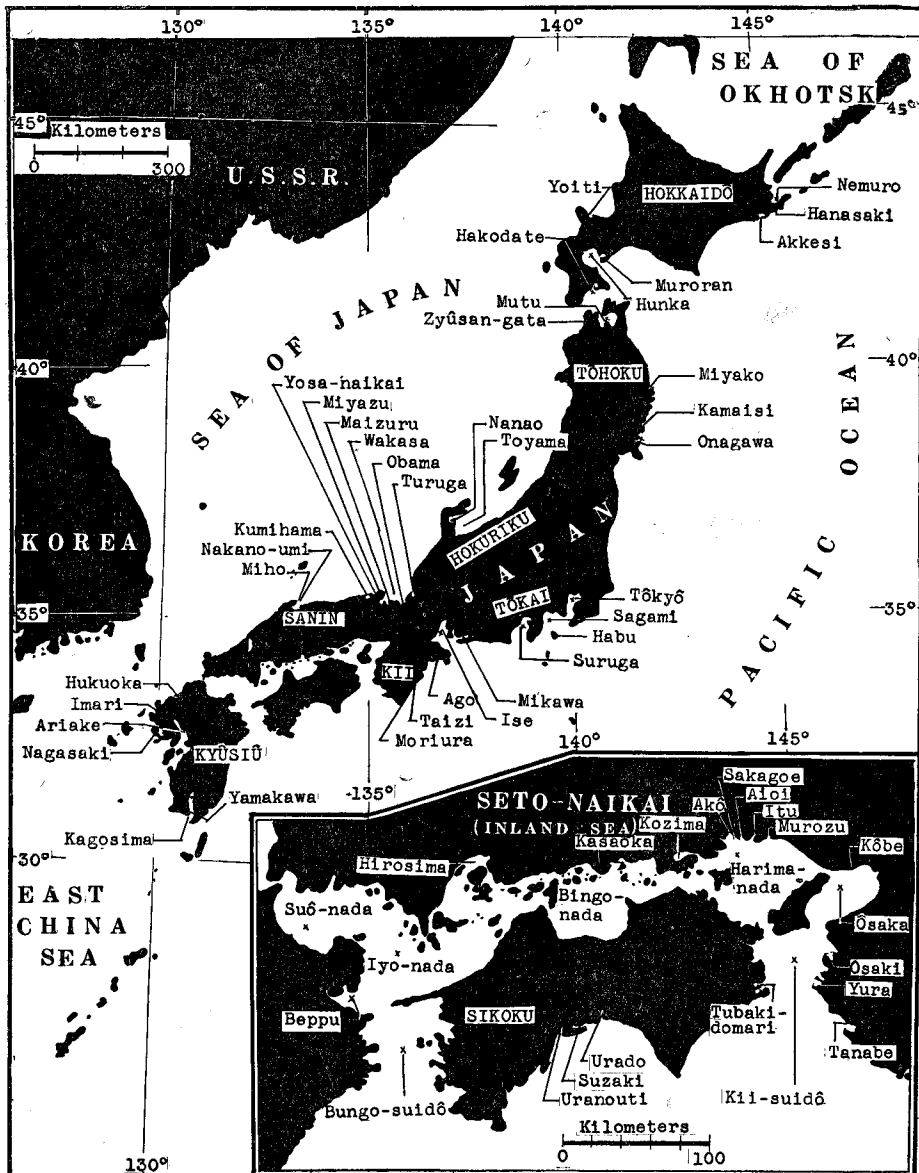 130°
135°
140°
145°
SEA OF
OKHOTSK
45°
45°
Kilometers
0 300
U.S.S.R.
Yoiti
HOKKAIDÔ
Nemuro
Hanasaki
Akkesi
Hakodate
Muroran
Hunka
Mutu
Zyûsan-gata
SEA OF JAPAN
40°
40°
TÔHOKU
Miyako
Kamaisi
Onagawa
PACIFIC OCEAN
Yosa-naikai
Miyazu
Maizuru
Wakasa
Obama
Turuga
Nanao
Toyama
KOREA
Kumihama
Nakano-umi
Miho
HOKURIKU
JAPAN
TÔKAI
SANIN
35°
35°
Tôkyô
Sagami
Habu
Suruga
KII
Hukuoka
Imari
Ariake
Nagasaki
KYÛSIÛ
Ago
Taizi
Moriura
Mikawa
Ise
Yamakawa
Kagosima
135°
140°
145°
30°
EAST
CHINA
SEA
130°
SETO-NAIKAI
(INLAND SEA)
Sakagoe
Aioi
Akô
Itu
Murozu
Kozima
Kasaoka
Hirosima
Kôbe
Harima-
nada
Bingo-
nada
Suô-nada
Iyo-nada
Ôsaka
Ôsaki
Yura
Beppu
SIKOKU
Tubaki-
domari
Tanabe
Urado
Suzaki
Uranouti
Bungo-suidô
Kii-suidô
Kilometers
0 100